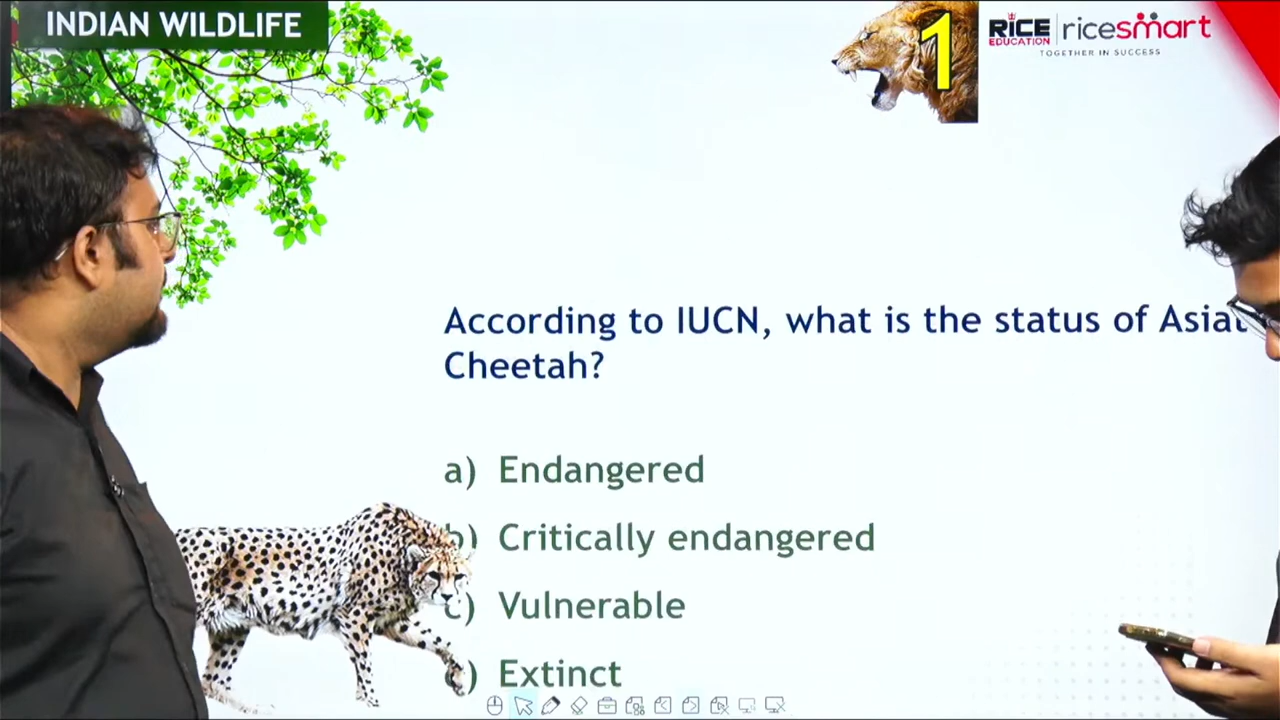 INDIAN WILDLIFE
1
RICE EDUCATION ricesmart
TOGETHER IN SUCCESS
According to IUCN, what is the status of
Cheetah?
a) Endangered
b) Critically endangered
c) Vulnerable
d) Extinct